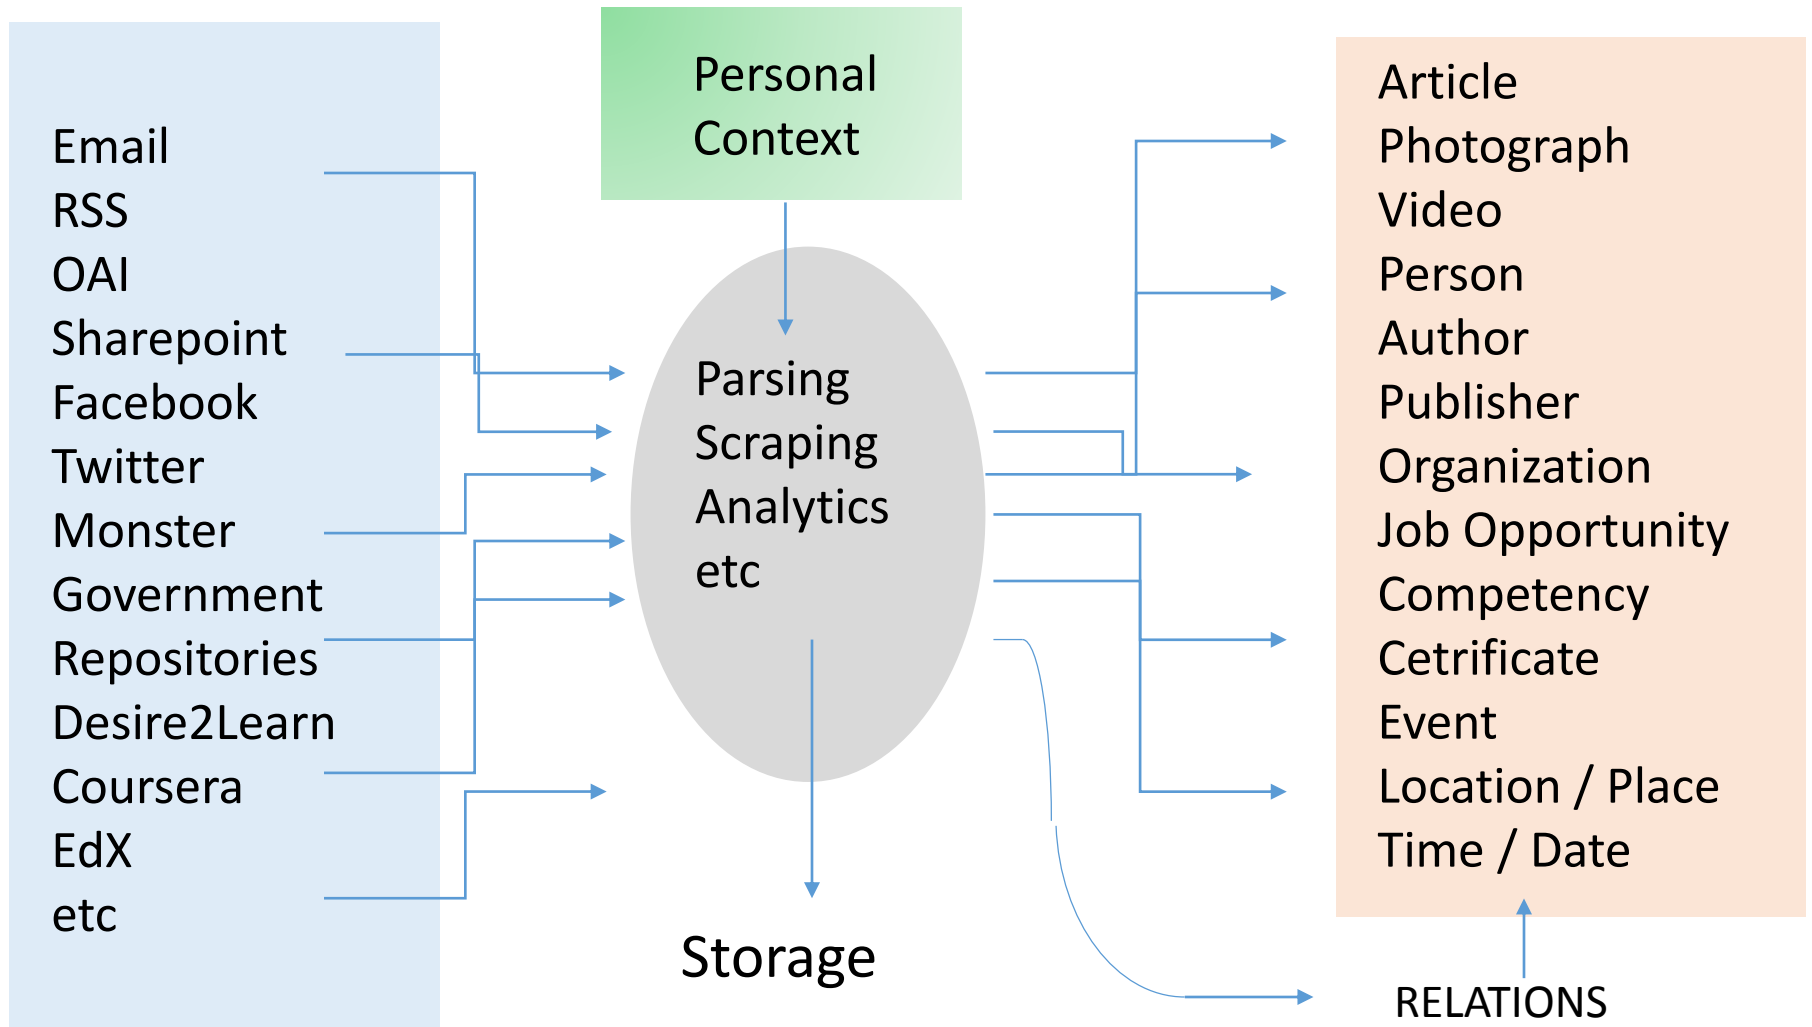 Email
RSS
OAI
Sharepoint
Facebook
Twitter
Monster
Government
Repositories
Desire2Learn
Coursera
EdX
etc
Personal
Context
Parsing
Scraping
Analytics
etc
Storage
Article
Photograph
Video
Person
Author
Publisher
Organization
Job Opportunity
Competency
Cetrificate
Event
Location / Place
Time / Date
RELATIONS